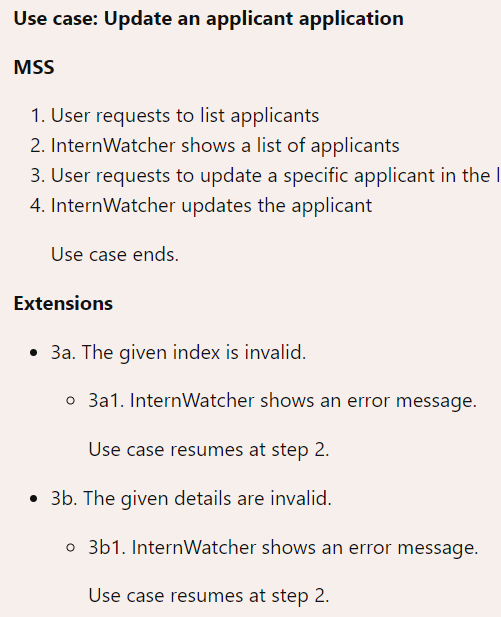 Use case: Update an applicant application
MSS
1. User requests to list applicants
2. InternWatcher shows a list of applicants
3. User requests to update a specific applicant in the
4. InternWatcher updates the applicant
Use case ends.
Extensions
• 3a. The given index is invalid.
◦ 3a1. InternWatcher shows an error message.
Use case resumes at step 2.
• 3b. The given details are invalid.
◦ 3b1. InternWatcher shows an error message.
Use case resumes at step 2.